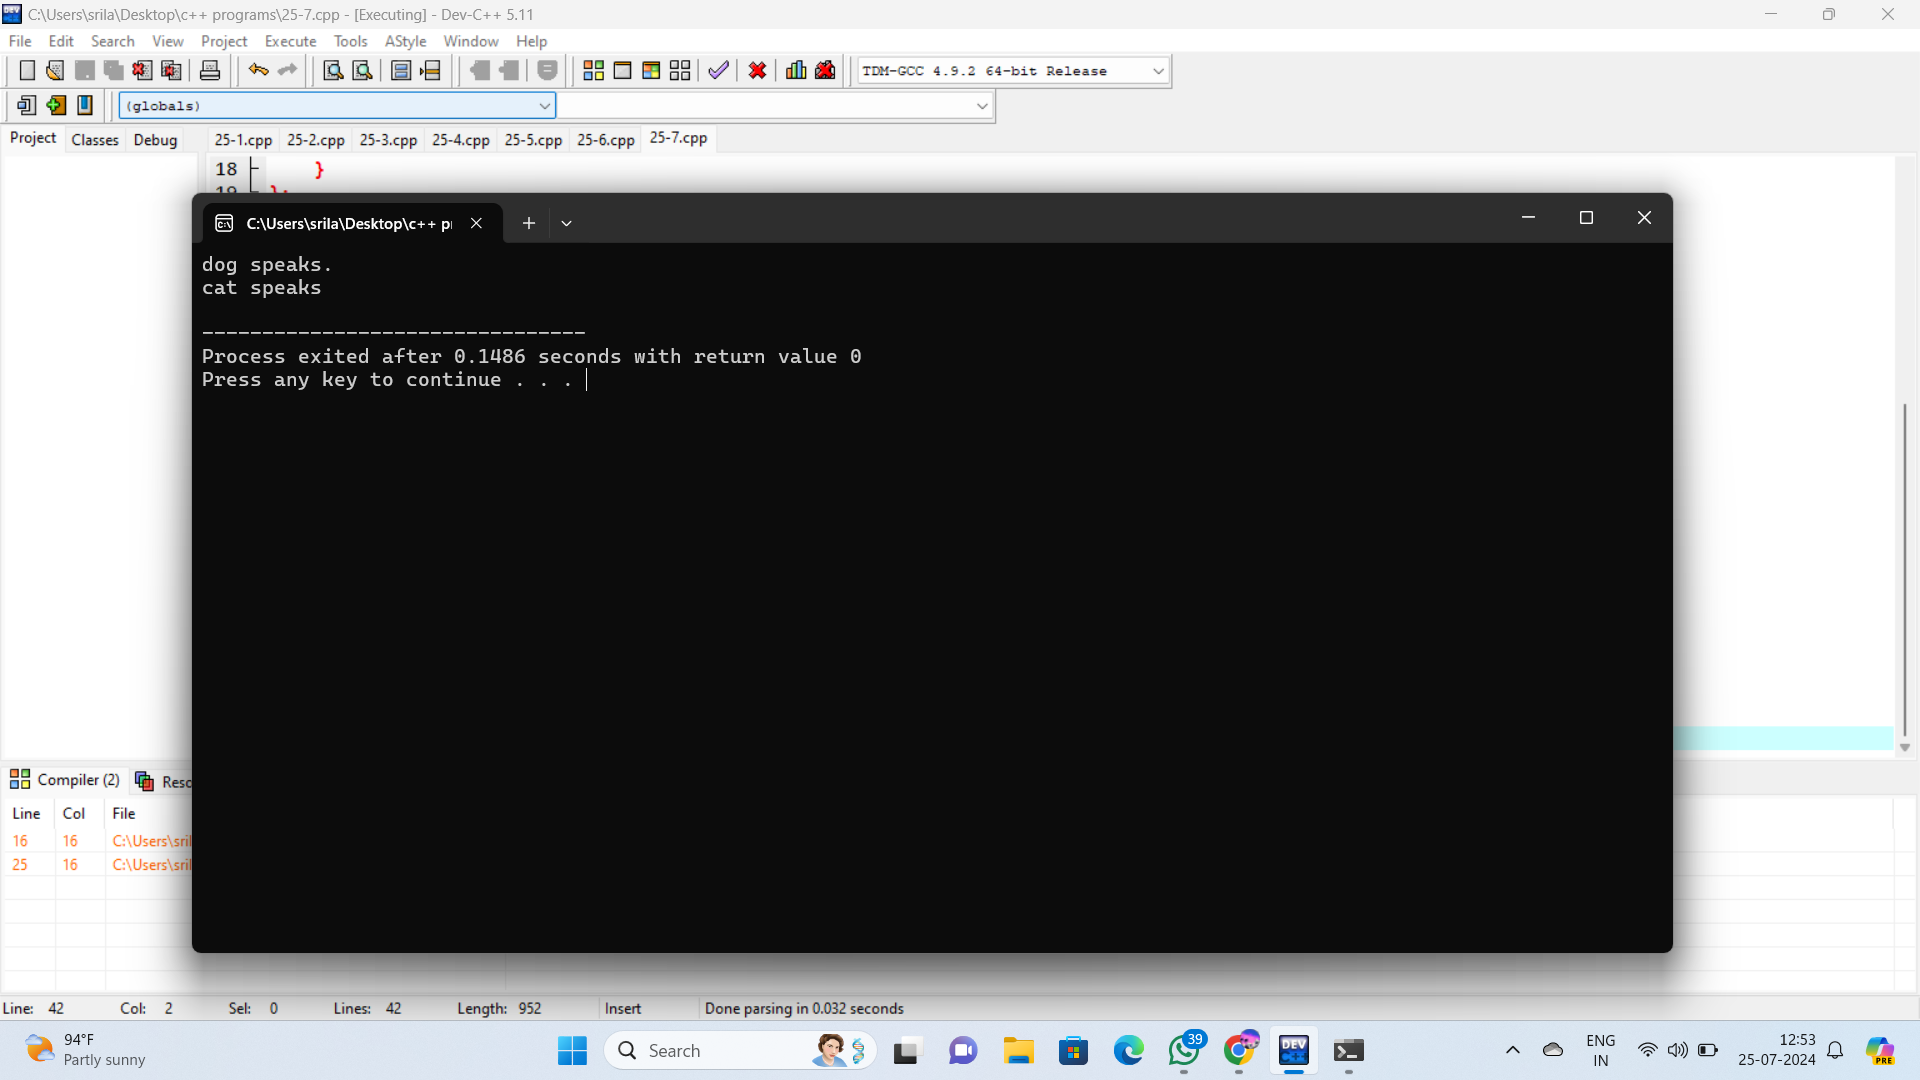 C:\Users\srila\Desktop\c++ programs\25-7.cpp - [Executing] - Dev-C++ 5.11
File Edit Search View Project Execute Tools AStyle Window Help
TDM-GCC 4.9.2 64-bit Release
(globals)
Project Classes Debug 25-1.cpp 25-2.cpp 25-3.cpp 25-4.cpp 25-5.cpp 25-6.cpp 25-7.cpp
18 }
19 };
C:\Users\srila\Desktop\c++ p
dog speaks.
cat speaks
--------------------------------
Process exited after 0.1486 seconds with return value 0
Press any key to continue . . .
Compiler (2) Reso
Line Col File
16 16 C:\Users\sril
25 16 C:\Users\sril
Line: 42 Col: 2 Sel: 0 Lines: 42 Length: 952 Insert Done parsing in 0.032 seconds
94°F
Partly sunny
Search
39
DEV
C++
ENG
IN
12:53
25-07-2024
PRE